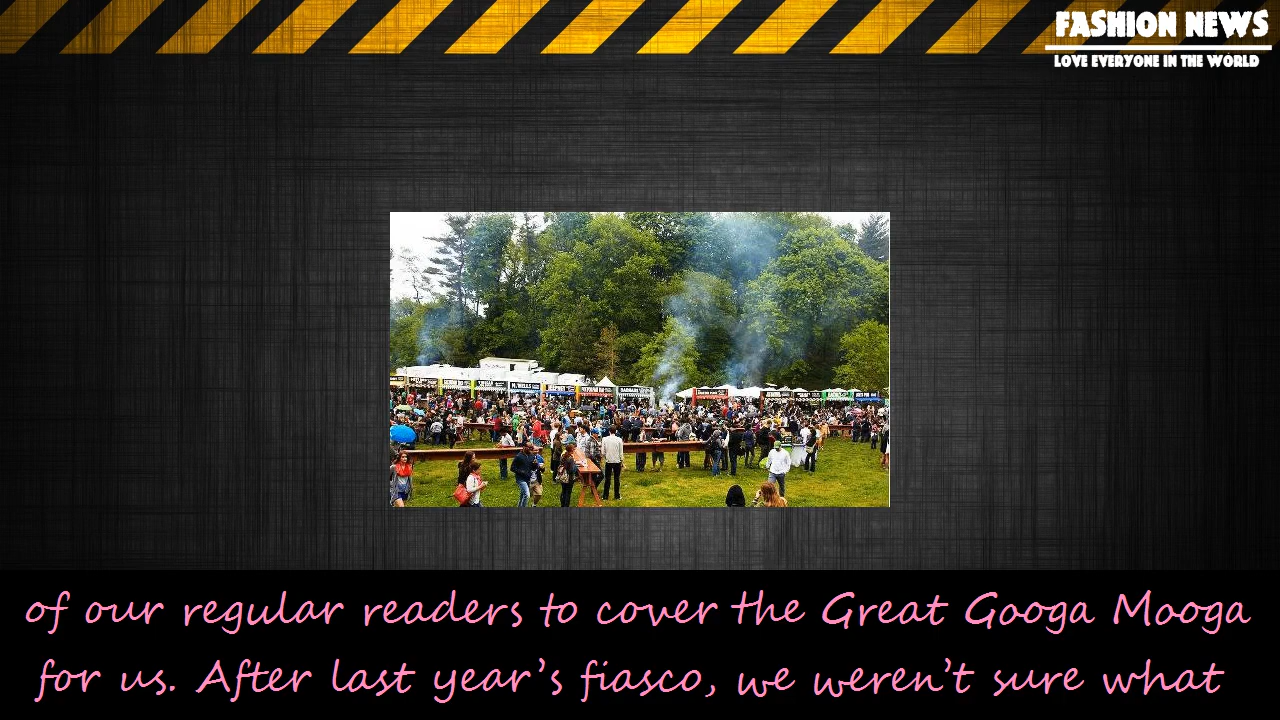 FASHION NEWS
LOVE EVERYONE IN THE WORLD
of our regular readers to cover the Great Googa Mooga
for us. After last year's fiasco, we weren't sure what